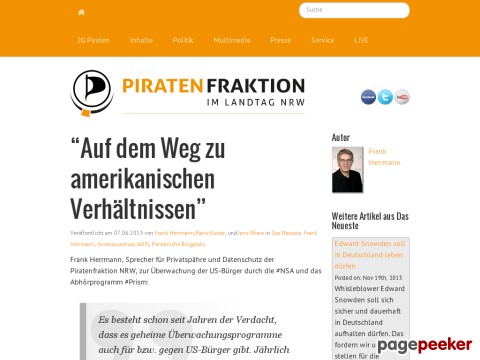 Suche
20 Piraten Inhalte Politik Multimedia Presse Service LIVE
PIRATENFRAKTION
IM LANDTAG NRW
“Auf dem Weg zu
amerikanischen
Verhältnissen”
Veröffentlicht am 07.06.2013 von Frank Herrmann, und Jens Ohlew in Das Neueste, Frank
Herrmann, Innenausschuss (A09), Persönliche Blogposts.
Frank Herrmann, Sprecher für Privatsphäre und Datenschutz der
Piratenfraktion NRW, zur Überwachung der US-Bürger durch die #NSA und das
Abhörprogramm #Prism:
Es besteht schon seit Jahren der Verdacht,
dass es geheime Überwachungsprogramme
auch für bzw. gegen US-Bürger gibt. Jährlich
facebook
You Tube
Autor
Frank
Herrmann
Weitere Artikel aus Das
Neueste
Edward Snowden soll
in Deutschland leben
dürfen
Posted on: Nov 19th, 2013
Whisleblower Edward
Snowden soll sich
sicher und dauerhaft
in Deutschland
aufhalten dürfen. Das
fordern wir u
stellen für die
pagepeeker